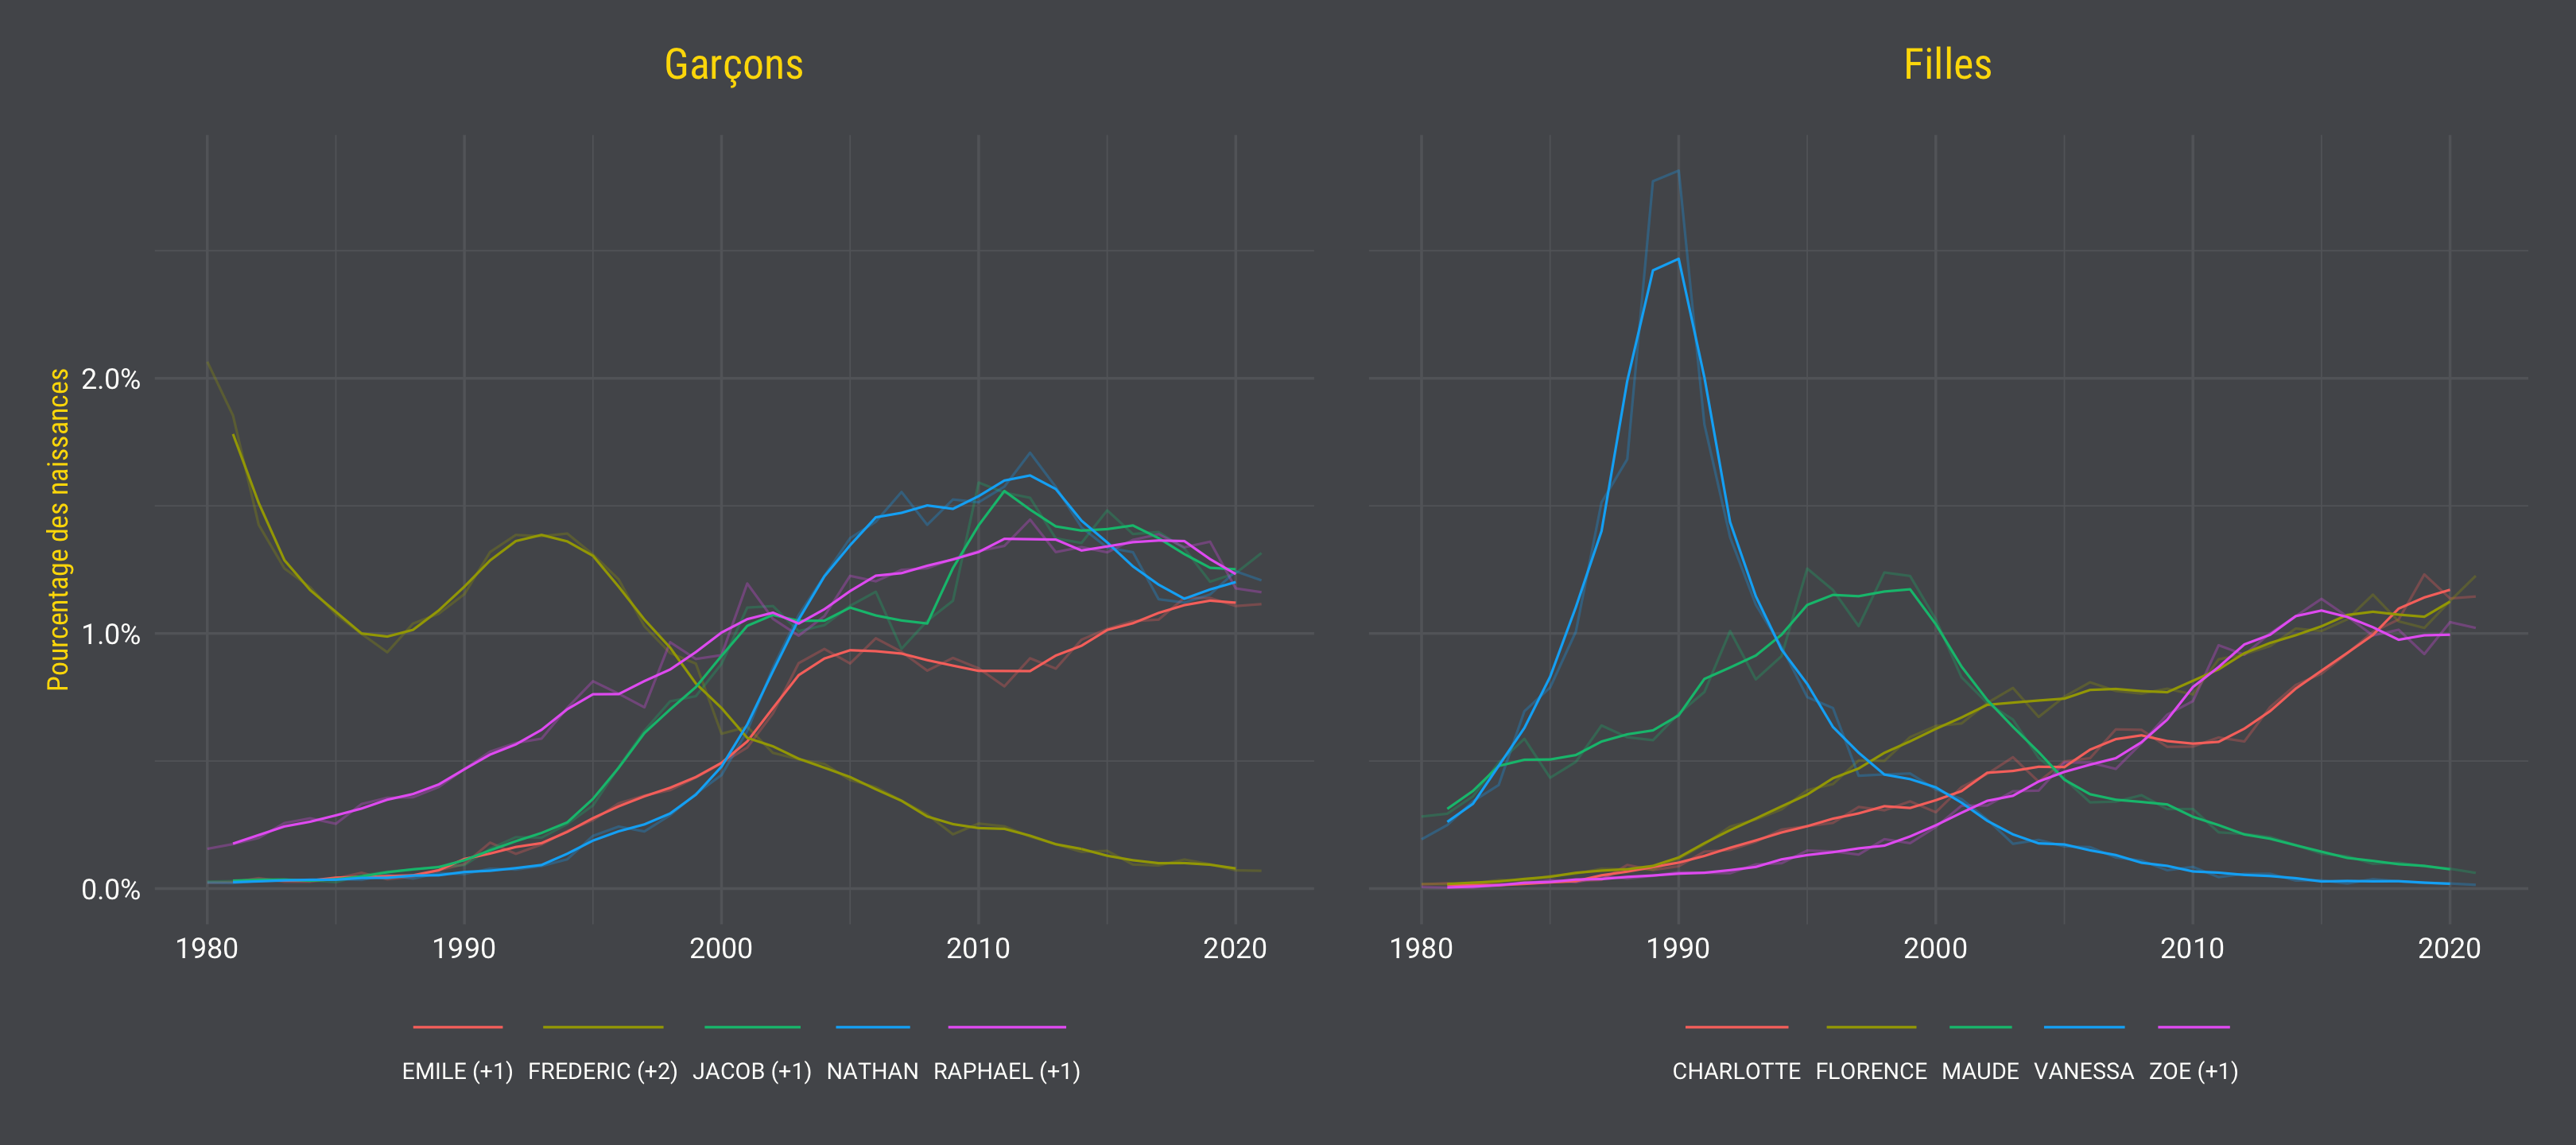 Garçons
Filles
Pourcentage des naissances
2.0%
1.0%
0.0%
1980 1990 2000 2010 2020
1980 1990 2000 2010 2020
EMILE (+1) FREDERIC (+2) JACOB (+1) NATHAN RAPHAEL (+1)
CHARLOTTE FLORENCE MAUDE VANESSA ZOE (+1)